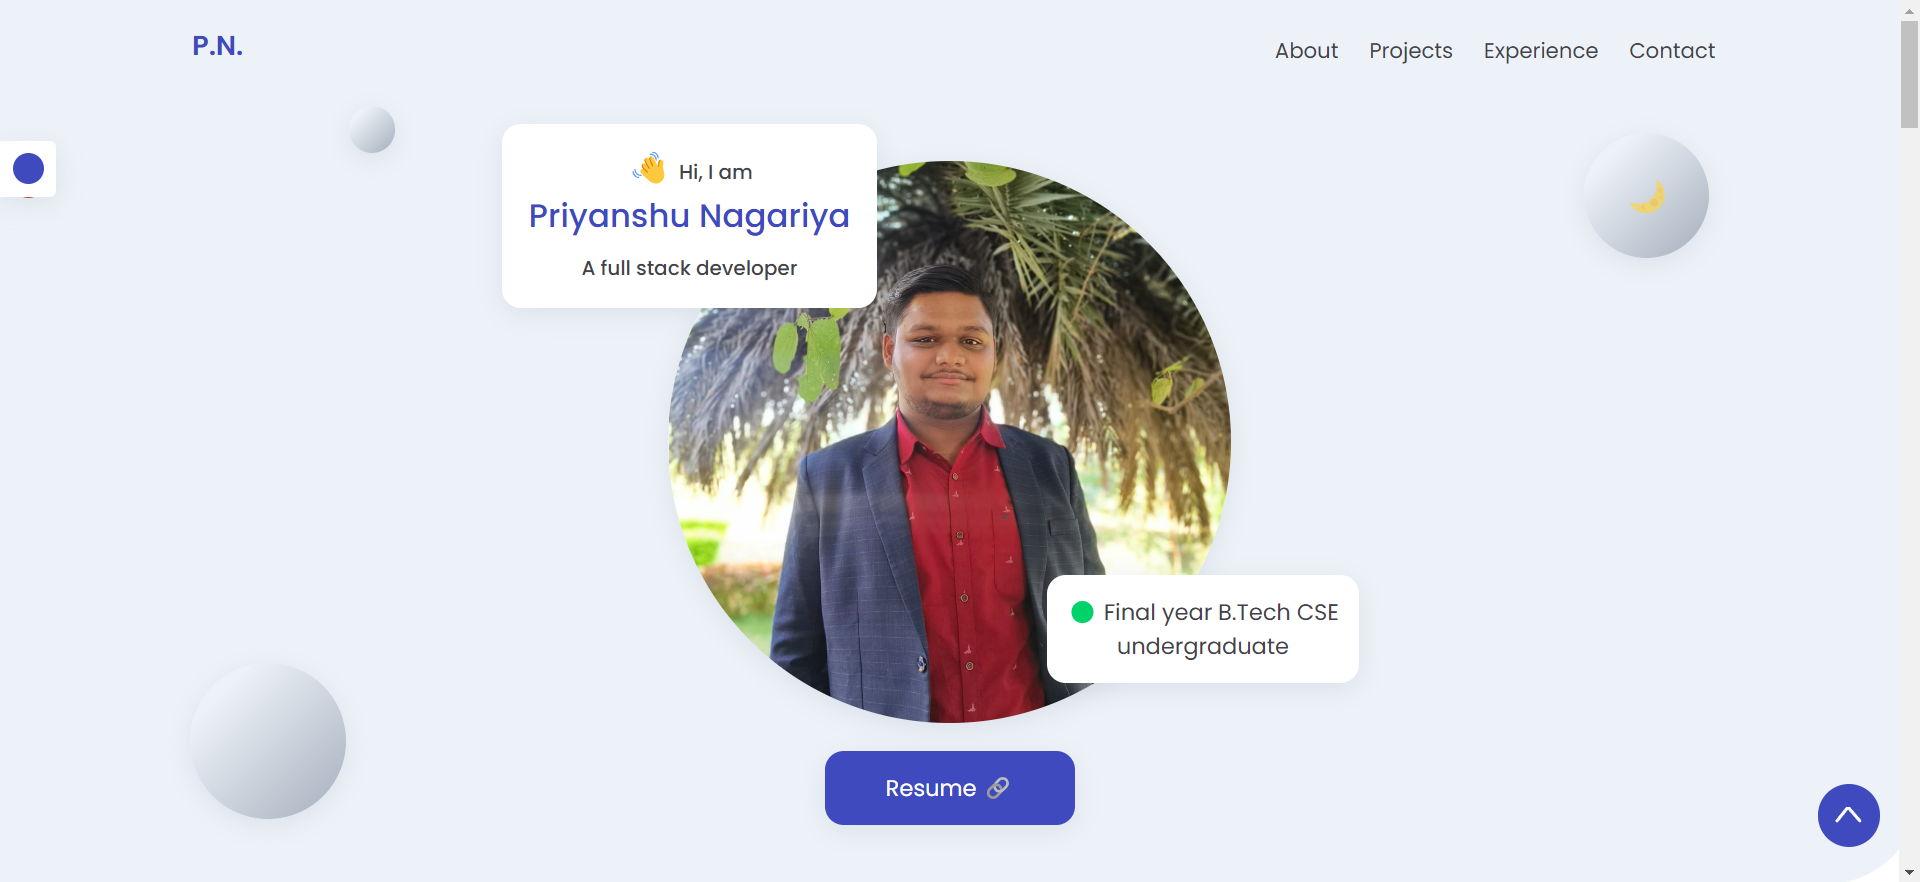 P.N.
About Projects Experience Contact
Hi, I am
Priyanshu Nagariya
A full stack developer
Final year B.Tech CSE
undergraduate
Resume